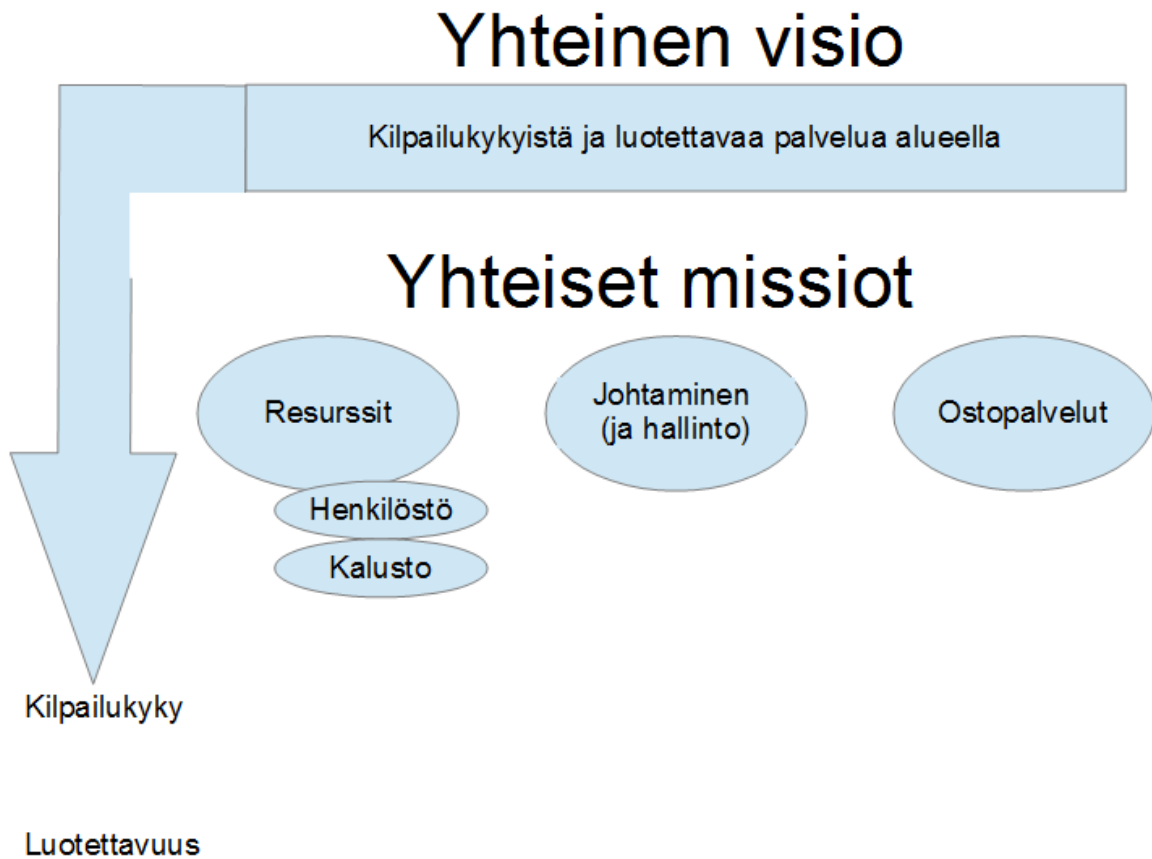 Yhteinen visio
Kilpailukykyistä ja luotettavaa palvelua alueella
Yhteiset missiot
Resurssit
Johtaminen
(ja hallinto)
Ostopalvelut
Henkilöstö
Kalusto
Kilpailukyky
Luotettavuus